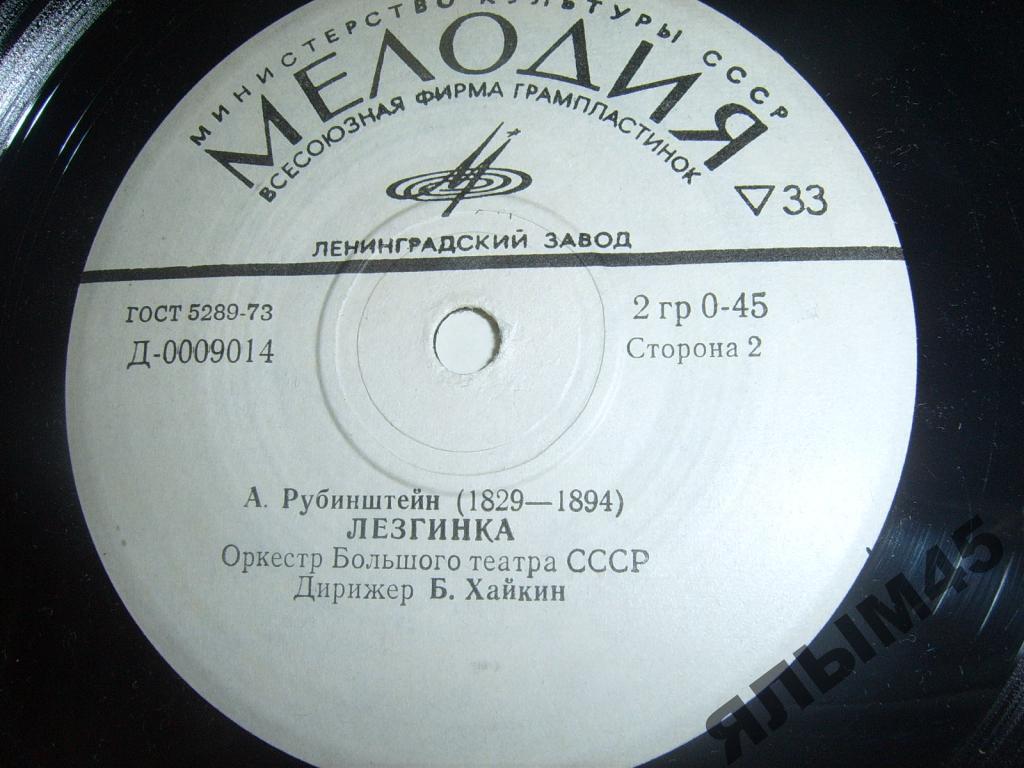 МИНИСТЕРСТВО КУЛЬТУРЫ СССР
МЕЛОДИЯ
ВСЕСОЮЗНАЯ ФИРМА ГРАМПЛАСТИНОК
33
ЛЕНИНГРАДСКИЙ ЗАВОД
ГОСТ 5289-73
2 гр 0-45
Д-0009014
Сторона 2
А. Рубинштейн (1829—1894)
ЛЕЗГИНКА
Оркестр Большого театра СССР
Дирижер Б. Хайкин
ЯЛЫМ45